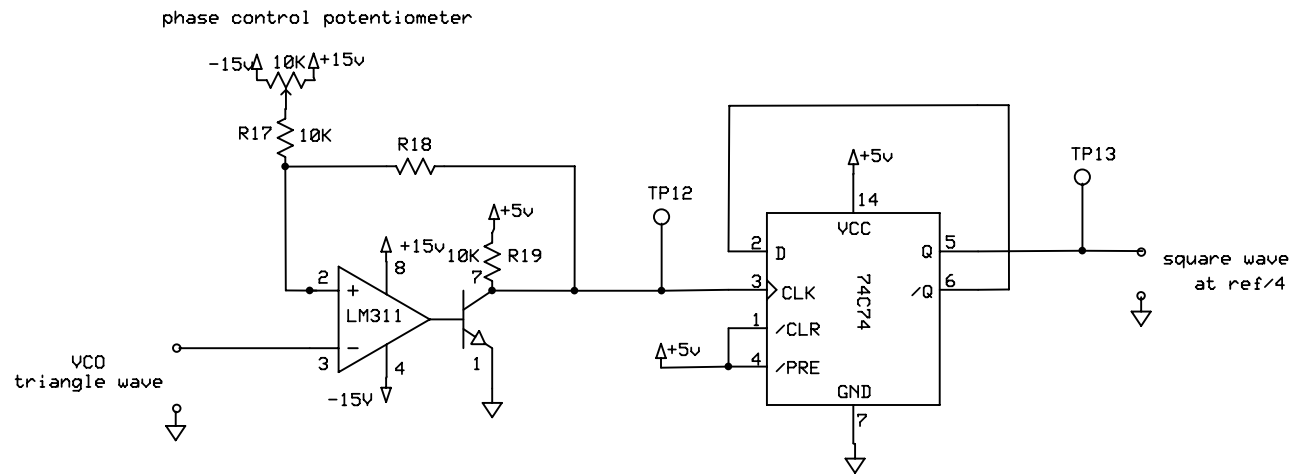 phase control potentiometer
-15v 10K +15v
R17 10K
R18
TP12
TP13
+5v
+5v
14
VCC
+15v
8
10K R19
7
2 +
LM311
3 -
4
-15V
1
VCO
triangle wave
2 D
3 CLK
1 /CLR
4 /PRE
+5v
74C74
Q 5
/Q 6
GND
7
square wave
at ref/4